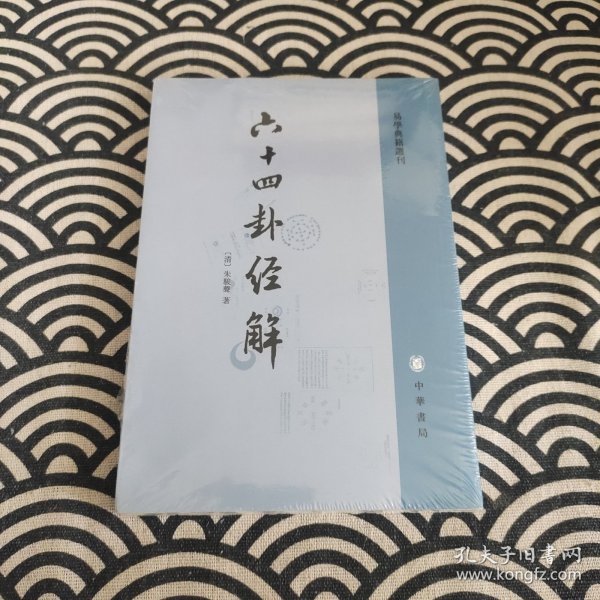 易學典籍選刊
六十四卦经解
〔清〕朱駿聲 著
中華書局
孔夫子旧书网
www.kongfz.com